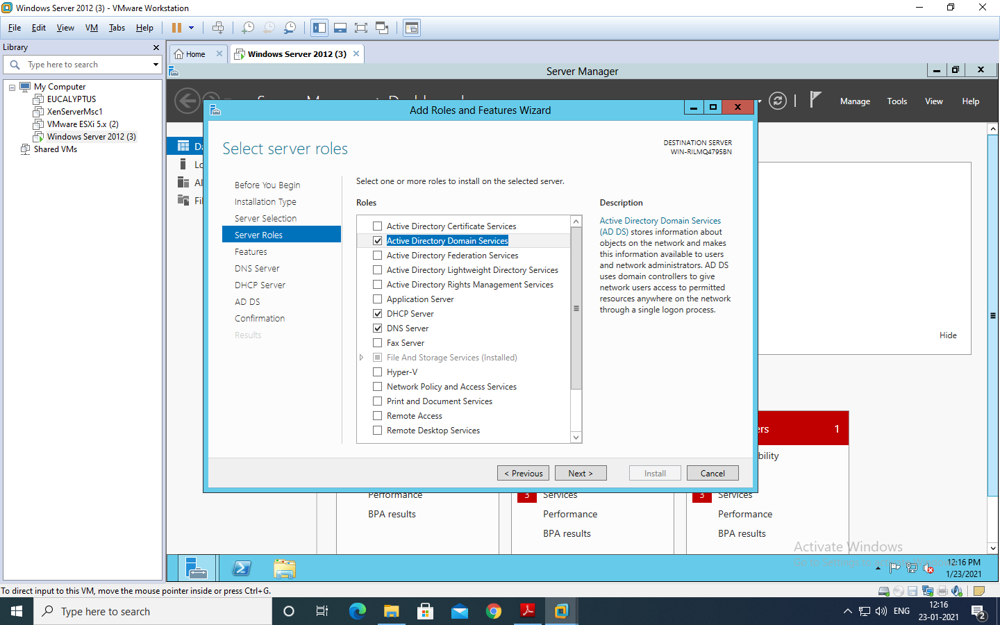 Windows Server 2012 (3) - VMware Workstation
File Edit View VM Tabs Help
Library
Type here to search
My Computer
EUCALYPTUS
XenServerMsc1
VMware ESXi 5.x (2)
Windows Server 2012 (3)
Shared VMs
Home
Windows Server 2012 (3)
Server Manager
Manage Tools View Help
Add Roles and Features Wizard
Select server roles
DESTINATION SERVER
WIN-RILMQ4795BN
Before You Begin
Installation Type
Server Selection
Server Roles
Features
DNS Server
DHCP Server
AD DS
Confirmation
Results
Select one or more roles to install on the selected server.
Roles
Active Directory Certificate Services
Active Directory Domain Services
Active Directory Federation Services
Active Directory Lightweight Directory Services
Active Directory Rights Management Services
Application Server
DHCP Server
DNS Server
Fax Server
File And Storage Services (Installed)
Hyper-V
Network Policy and Access Services
Print and Document Services
Remote Access
Remote Desktop Services
Description
Active Directory Domain Services
(AD DS) stores information about
objects on the network and makes
this information available to users
and network administrators. AD DS
uses domain controllers to give
network users access to permitted
resources anywhere on the network
through a single logon process.
< Previous Next > Install Cancel
Hide
1
Performance
BPA results
3 Services
Performance
BPA results
3 Services
Performance
BPA results
Activate Windows
12:16 PM
1/23/2021
To direct input to this VM, move the mouse pointer inside or press Ctrl+G.
Type here to search
ENG
12:16
23-01-2021
2